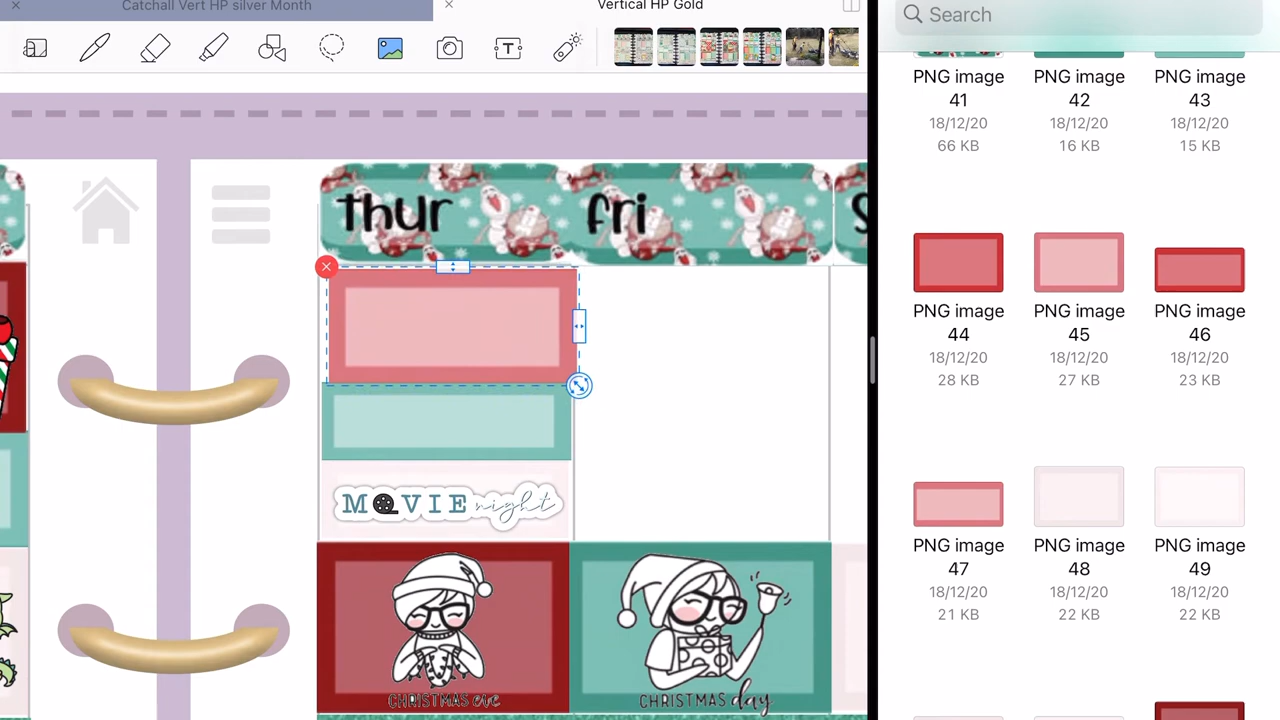 Catchall Vert HP silver Month
Vertical HP Gold
Search
PNG image 41
18/12/20
66 KB
PNG image 42
18/12/20
16 KB
PNG image 43
18/12/20
15 KB
thur
fri
PNG image 44
18/12/20
28 KB
PNG image 45
18/12/20
27 KB
PNG image 46
18/12/20
23 KB
MOVIE night
PNG image 47
18/12/20
21 KB
PNG image 48
18/12/20
22 KB
PNG image 49
18/12/20
22 KB
CHRISTMAS eve
CHRISTMAS day